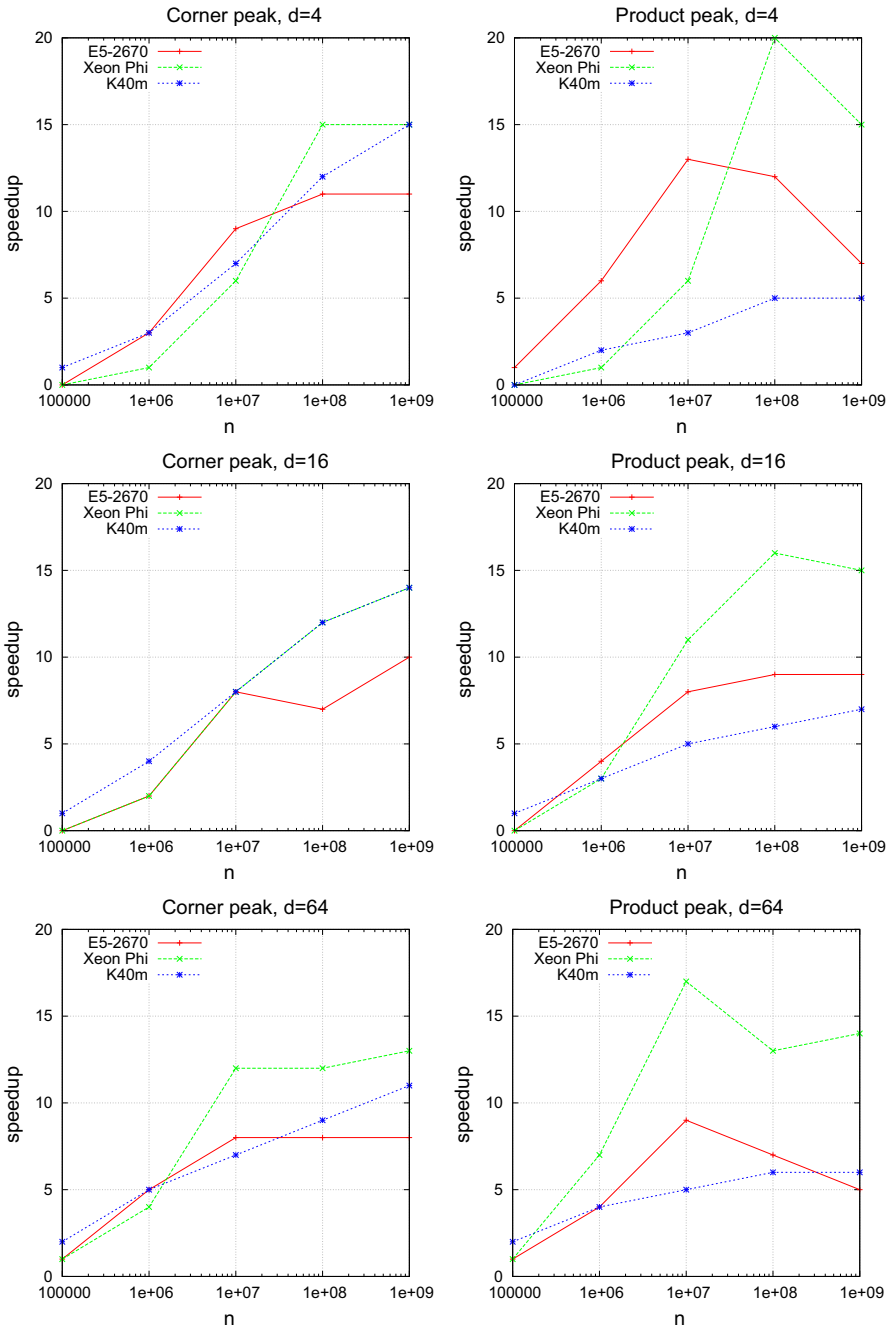 Corner peak, d=4
20
15
10
5
0
speedup
E5-2670
Xeon Phi
K40m
100000 1e+06 1e+07 1e+08 1e+09
n
Product peak, d=4
20
15
10
5
0
speedup
E5-2670
Xeon Phi
K40m
100000 1e+06 1e+07 1e+08 1e+09
n
Corner peak, d=16
20
15
10
5
0
speedup
E5-2670
Xeon Phi
K40m
100000 1e+06 1e+07 1e+08 1e+09
n
Product peak, d=16
20
15
10
5
0
speedup
E5-2670
Xeon Phi
K40m
100000 1e+06 1e+07 1e+08 1e+09
n
Corner peak, d=64
20
15
10
5
0
speedup
E5-2670
Xeon Phi
K40m
100000 1e+06 1e+07 1e+08 1e+09
n
Product peak, d=64
20
15
10
5
0
speedup
E5-2670
Xeon Phi
K40m
100000 1e+06 1e+07 1e+08 1e+09
n